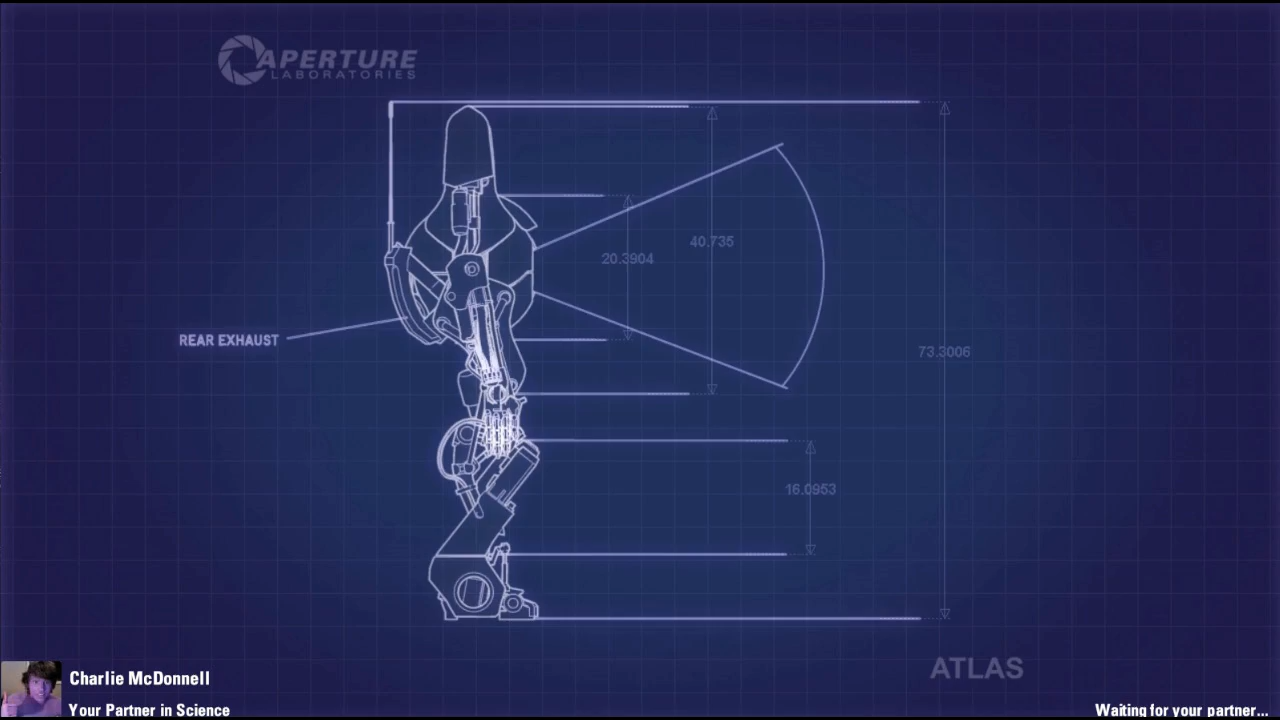 APERTURE
LABORATORIES
40.735
20.3904
REAR EXHAUST
73.3006
16.0953
ATLAS
Charlie McDonnell
Your Partner in Science
Waiting for your partner...